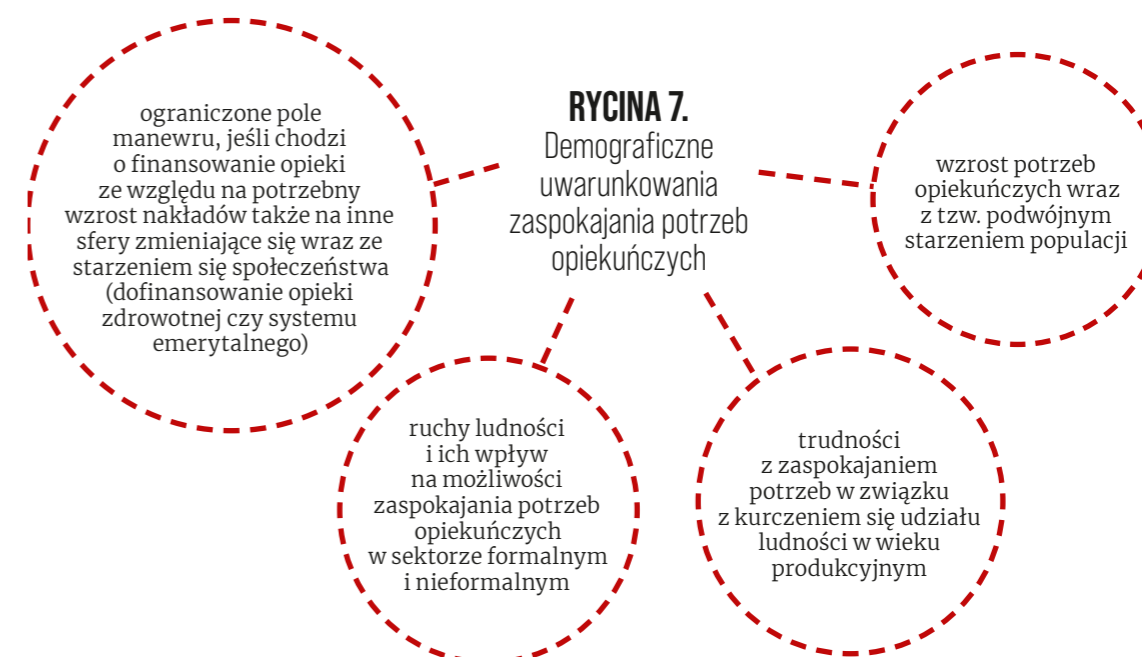 RYCINA 7.
Demograficzne
uwarunkowania
zaspokajania potrzeb
opiekuńczych
ograniczone pole
manewru, jeśli chodzi
o finansowanie opieki
ze względu na potrzebny
wzrost nakładów także na inne
sfery zmieniające się wraz ze
starzeniem się społeczeństwa
(dofinansowanie opieki
zdrowotnej czy systemu
emerytalnego)
wzrost potrzeb
opiekuńczych wraz
z tzw. podwójnym
starzeniem populacji
ruchy ludności
i ich wpływ
na możliwości
zaspokajania potrzeb
opiekuńczych
w sektorze formalnym
i nieformalnym
trudności
z zaspokajaniem
potrzeb w związku
z kurczeniem się udziału
ludności w wieku
produkcyjnym